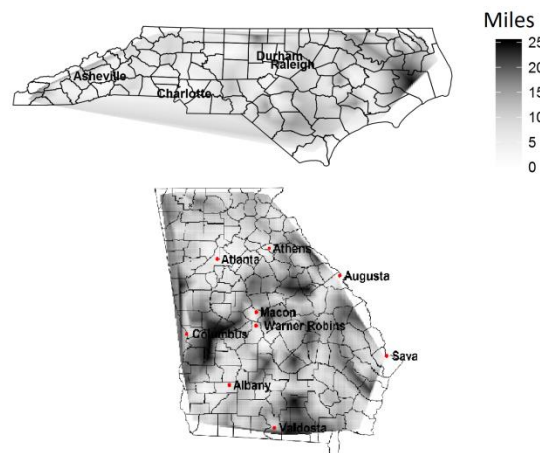 Miles
25
20
15
10
5
0
Durham
Raleigh
Asheville
Charlotte
Athens
Atlanta
Augusta
Macon
Warner Robins
Columbus
Sava
Albany
Valdosta